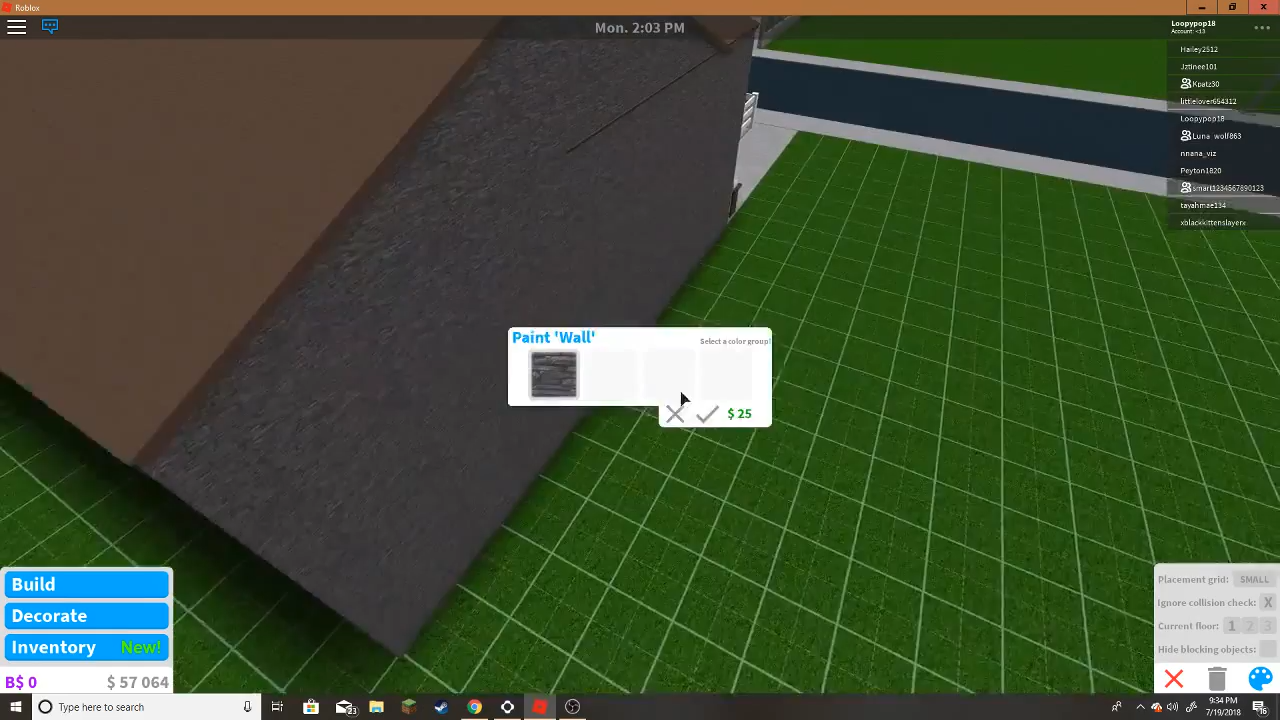 Roblox
Mon. 2:03 PM
Loopypop18
Account: <13
Hailey2512
Jztinee101
Kpatz30
littlelover654312
Loopypop18
Luna_wolf863
nnana_viz
Peyton1820
smart1234567890123
tayahmae134
xblackkittenslayerx
Paint 'Wall'
Select a color group!
$ 25
Build
Decorate
Inventory New!
B$ 0 $ 57 064
Placement grid: SMALL
Ignore collision check: X
Current floor: 1 2 3
Hide blocking objects:
Type here to search
9:34 PM
7/19/2018